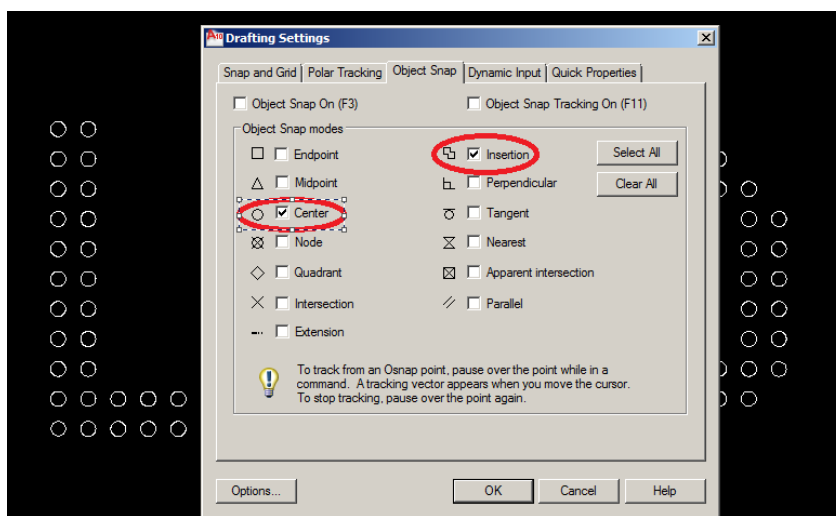 A10 Drafting Settings
Snap and Grid Polar Tracking Object Snap Dynamic Input Quick Properties
Object Snap On (F3) Object Snap Tracking On (F11)
Object Snap modes
Endpoint Insertion Select All
Midpoint Perpendicular Clear All
Center Tangent
Node Nearest
Quadrant Apparent intersection
Intersection Parallel
Extension
To track from an Osnap point, pause over the point while in a
command. A tracking vector appears when you move the cursor.
To stop tracking, pause over the point again.
Options... OK Cancel Help